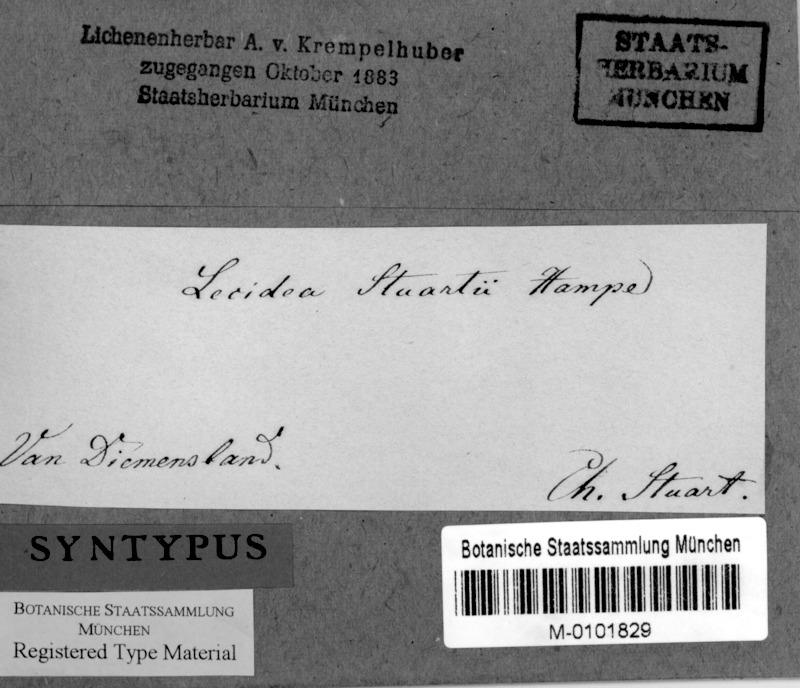 Lichenenherbar A. v. Krempelhuber
zugegangen Oktober 1883
Staatsherbarium München
STAATS-
HERBARIUM
MÜNCHEN
Lecidea Stuartii Hampe
Van Diemensland.
Ch. Stuart.
SYNTYPUS
BOTANISCHE STAATSSAMMLUNG
MÜNCHEN
Registered Type Material
Botanische Staatssammlung München
M-0101829